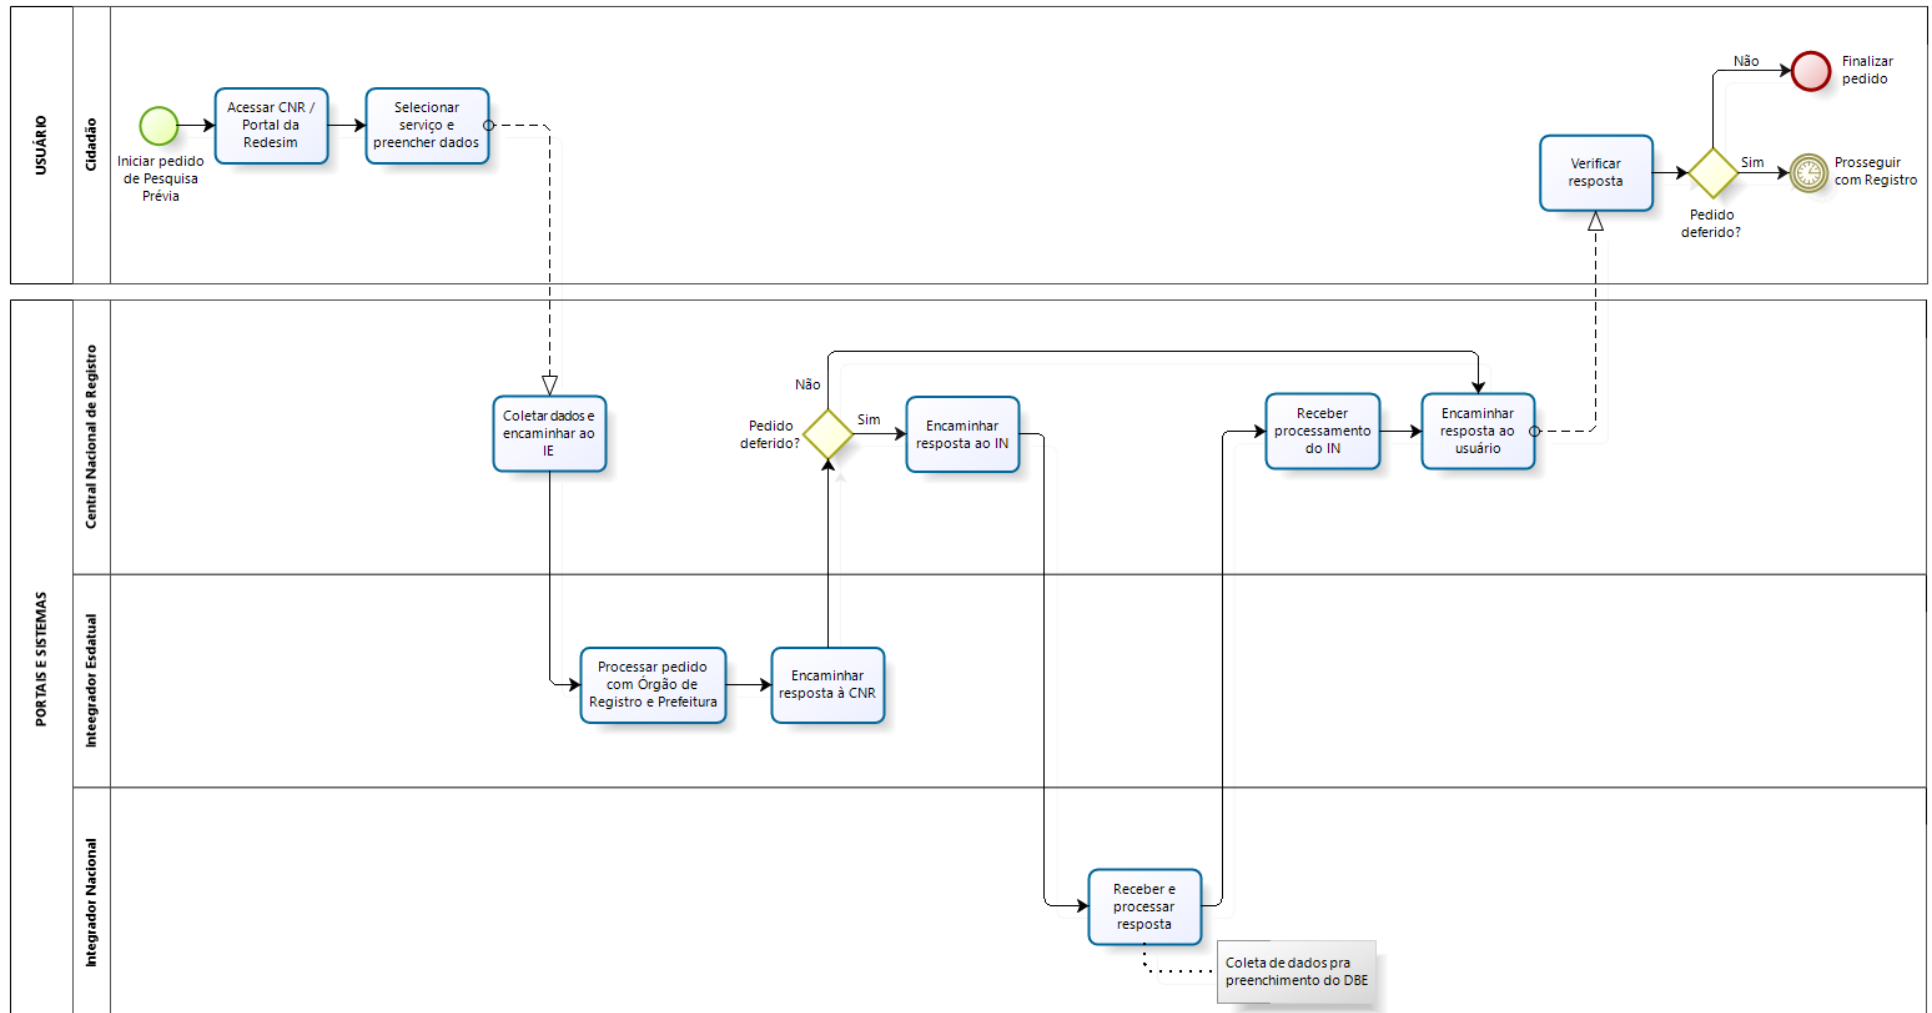 USUÁRIO
Cidadão
Iniciar pedido
de Pesquisa
Prévia
Acessar CNR /
Portal da
Redesim
Selecionar
serviço e
preencher dados
Verificar
resposta
Pedido
deferido?
Não
Finalizar
pedido
Sim
Prosseguir
com Registro
PORTAIS E SISTEMAS
Central Nacional de Registro
Coletar dados e
encaminhar ao
IE
Pedido
deferido?
Não
Sim
Encaminhar
resposta ao IN
Receber
processamento
do IN
Encaminhar
resposta ao
usuário
Inteegrador Esdatual
Processar pedido
com Órgão de
Registro e Prefeitura
Encaminhar
resposta à CNR
Integrador Nacional
Receber e
processar
resposta
Coleta de dados pra
preenchimento do DBE